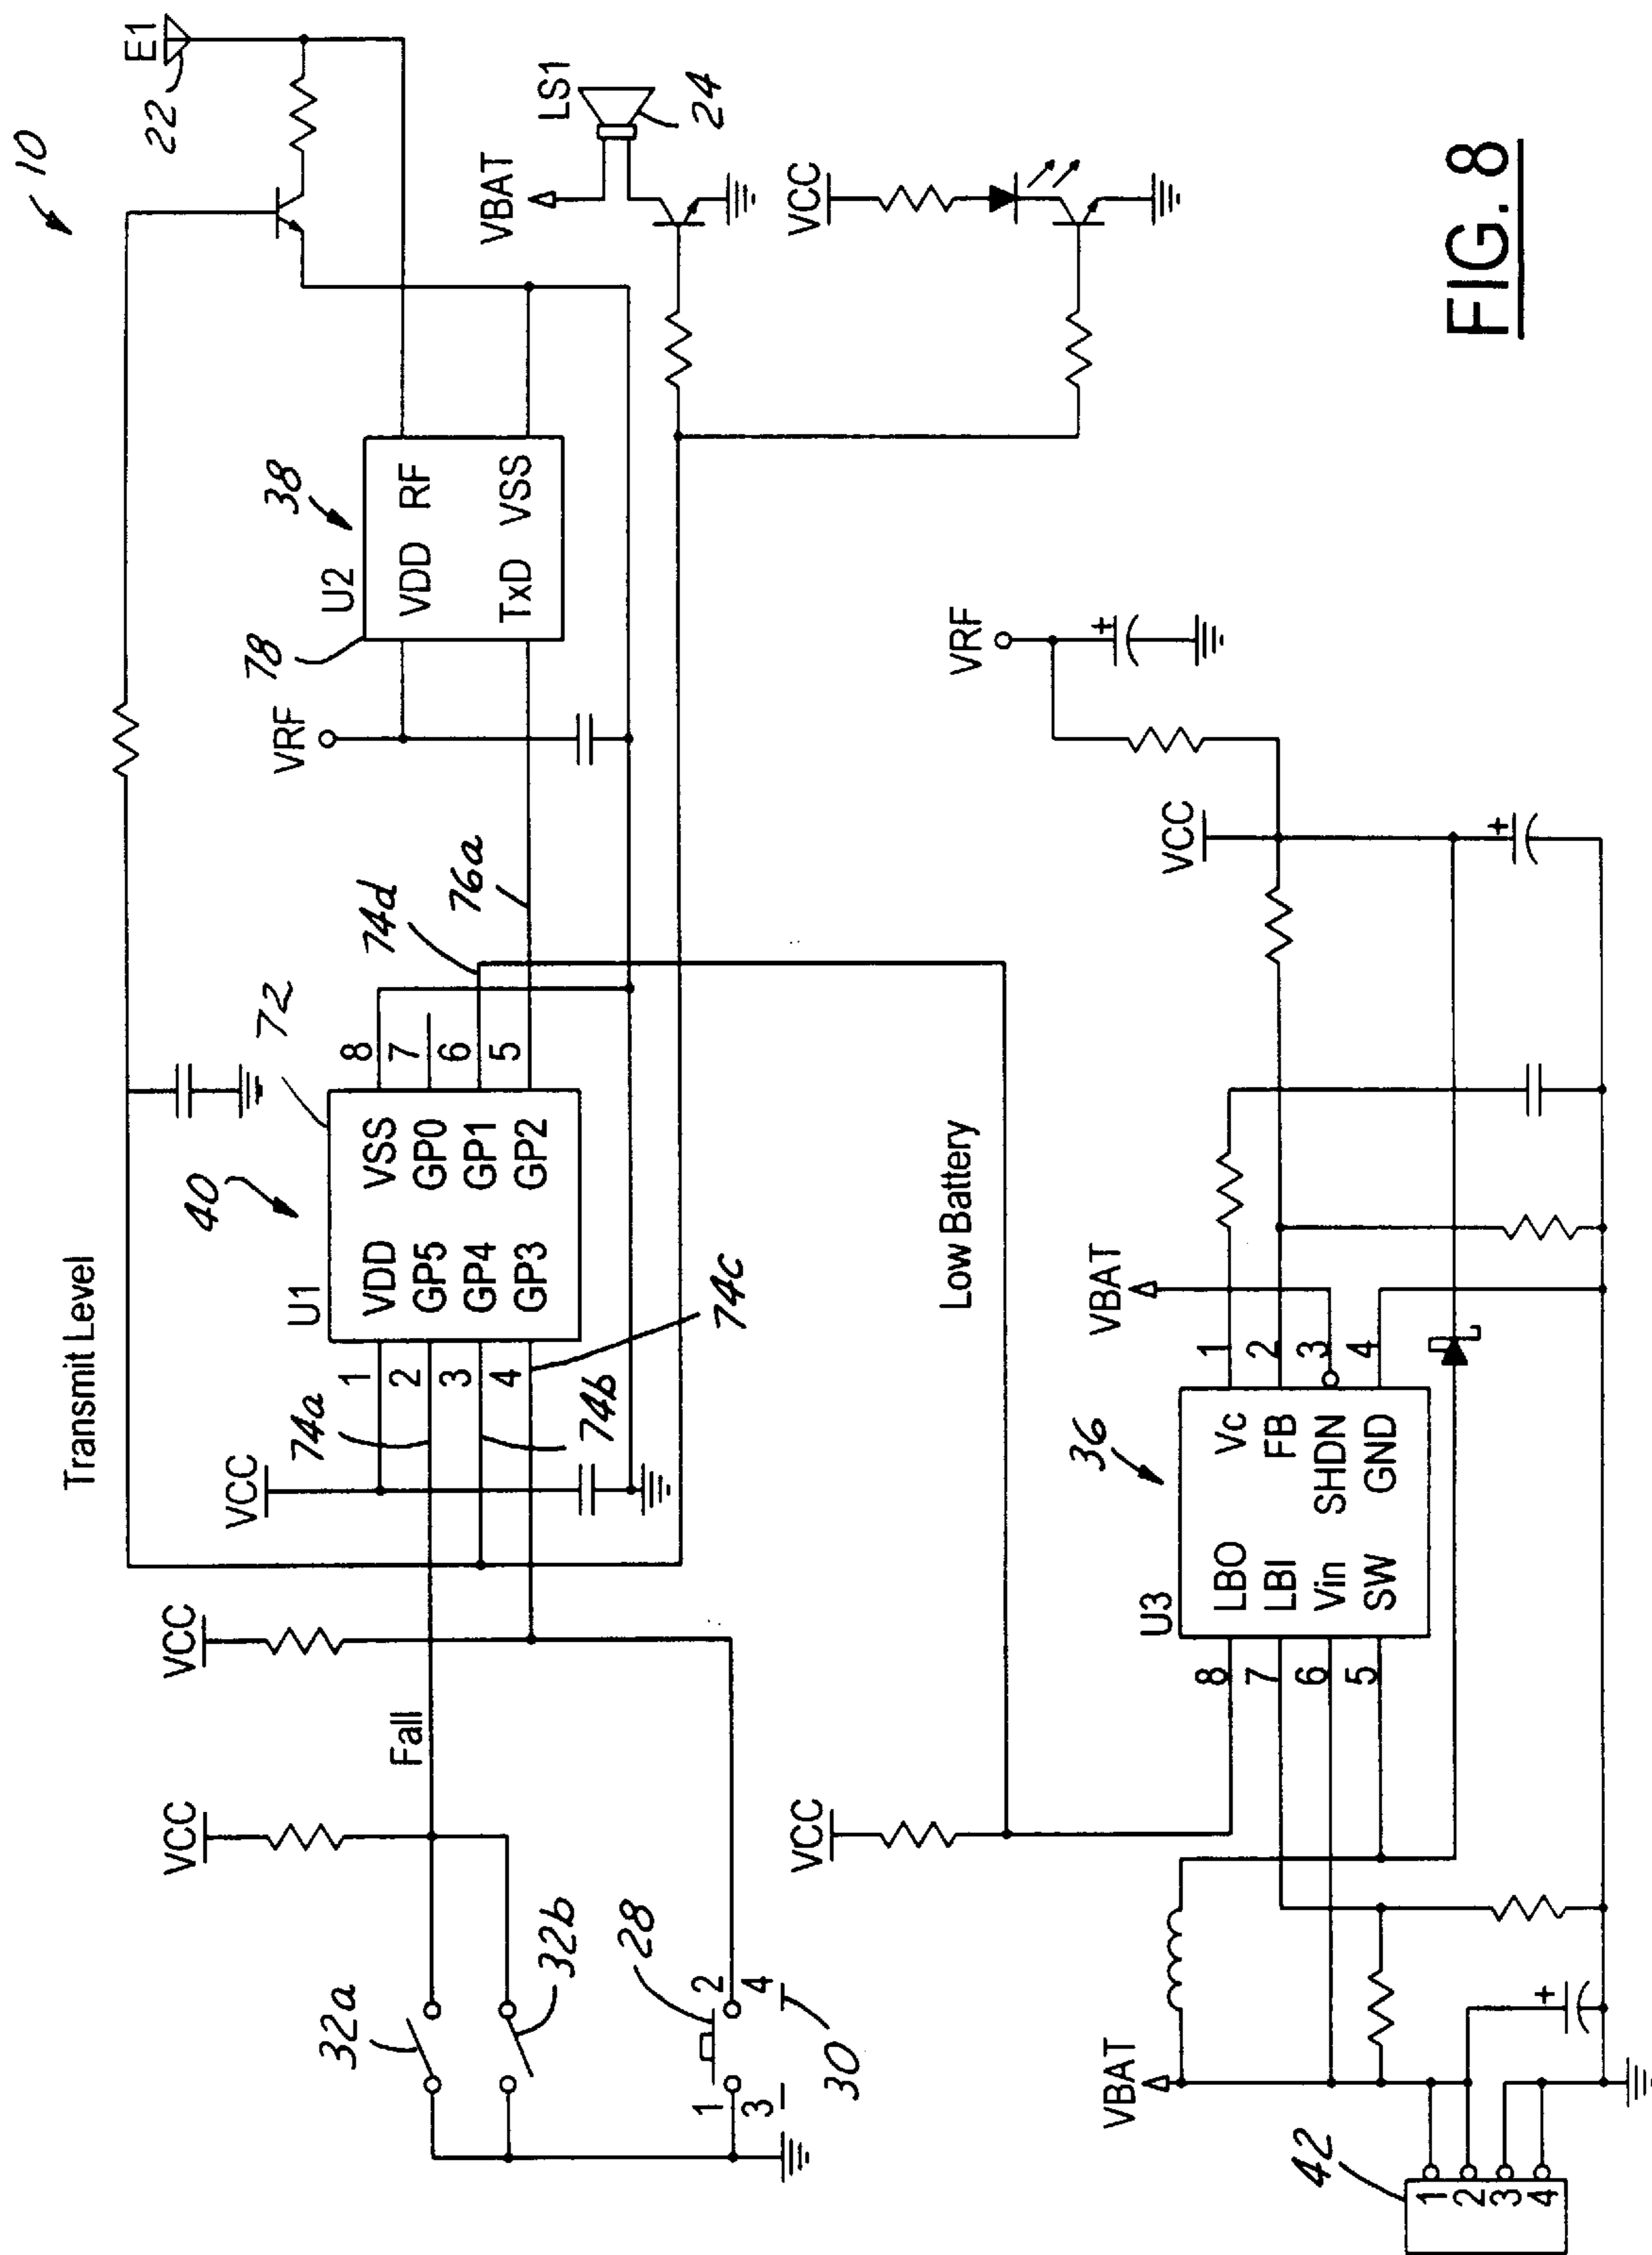 10
Transmit Level
E1
22
VCC
VCC
VCC
Fall
74a
74b
74c
U1
40
72
1 VDD VSS 8
2 GP5 GP0 7
3 GP4 GP1 6
4 GP3 GP2 5
74d
76a
VRF
78
U2
38
VDD RF
TxD VSS
VBAT
LS1
24
VCC
32a
32b
28
1 2
3 4
30
Low Battery
VCC
VBAT
42
1
2
3
4
U3
36
8 LBO Vc 1
7 LBI FB 2
6 Vin SHDN 3
5 SW GND 4
VBAT
VCC
+
VRF
+
+
FIG. 8